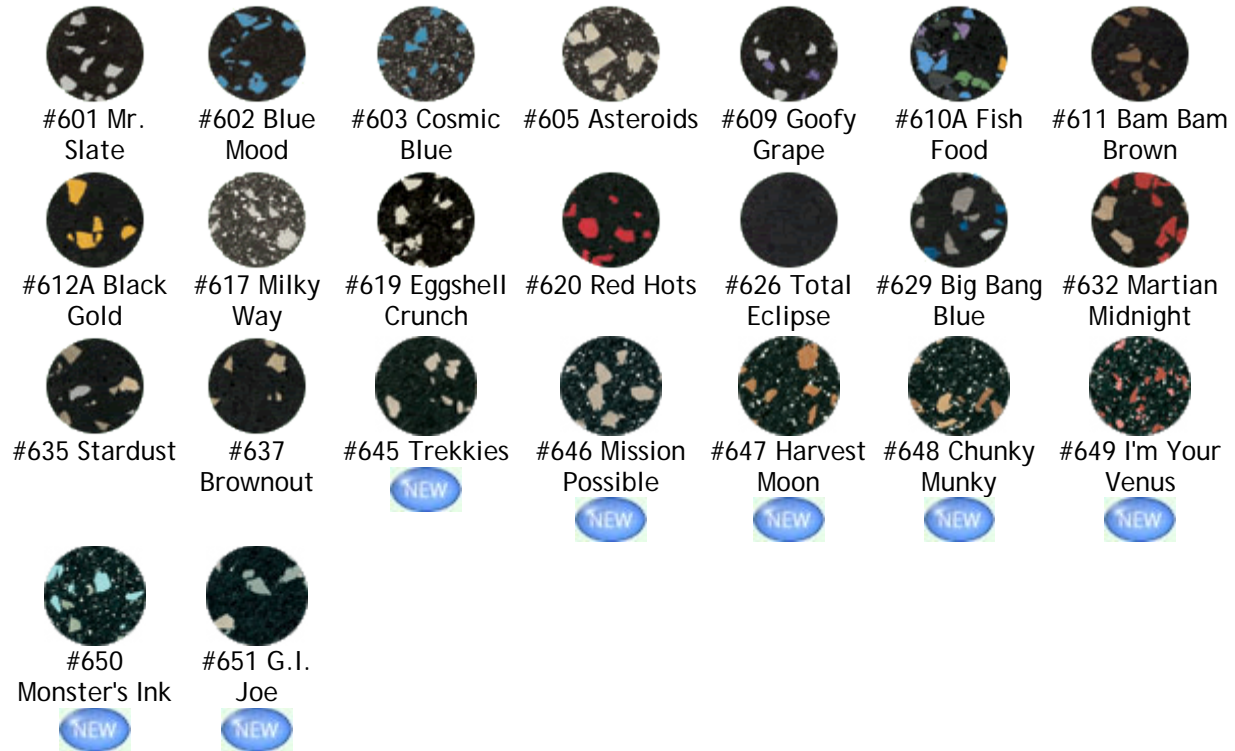 #601 Mr.
Slate
#602 Blue
Mood
#603 Cosmic
Blue
#605 Asteroids
#609 Goofy
Grape
#610A Fish
Food
#611 Bam Bam
Brown
#612A Black
Gold
#617 Milky
Way
#619 Eggshell
Crunch
#620 Red Hots
#626 Total
Eclipse
#629 Big Bang
Blue
#632 Martian
Midnight
#635 Stardust
#637
Brownout
#645 Trekkies
NEW
#646 Mission
Possible
NEW
#647 Harvest
Moon
NEW
#648 Chunky
Munky
NEW
#649 I'm Your
Venus
NEW
#650
Monster's Ink
NEW
#651 G.I.
Joe
NEW